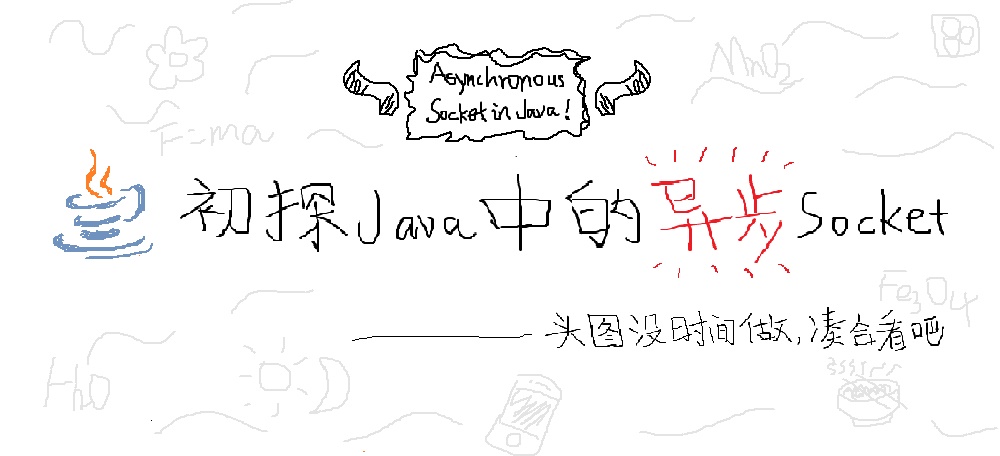 Asynchronous
Socket in Java!
MnO2
F=ma
初探Java中的异步Socket
Fe3O4
——头图没时间做,凑合看吧
H2O